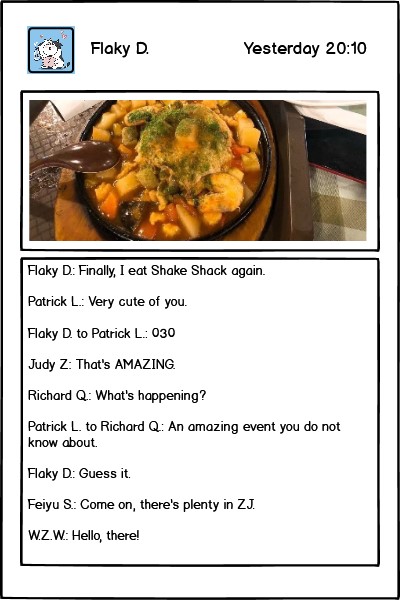 Flaky D.
Yesterday 20:10
Flaky D.: Finally, I eat Shake Shack again.
Patrick L.: Very cute of you.
Flaky D. to Patrick L.: 030
Judy Z: That's AMAZING.
Richard Q.: What's happening?
Patrick L. to Richard Q.: An amazing event you do not
know about.
Flaky D.: Guess it.
Feiyu S.: Come on, there's plenty in ZJ.
W.Z.W.: Hello, there!